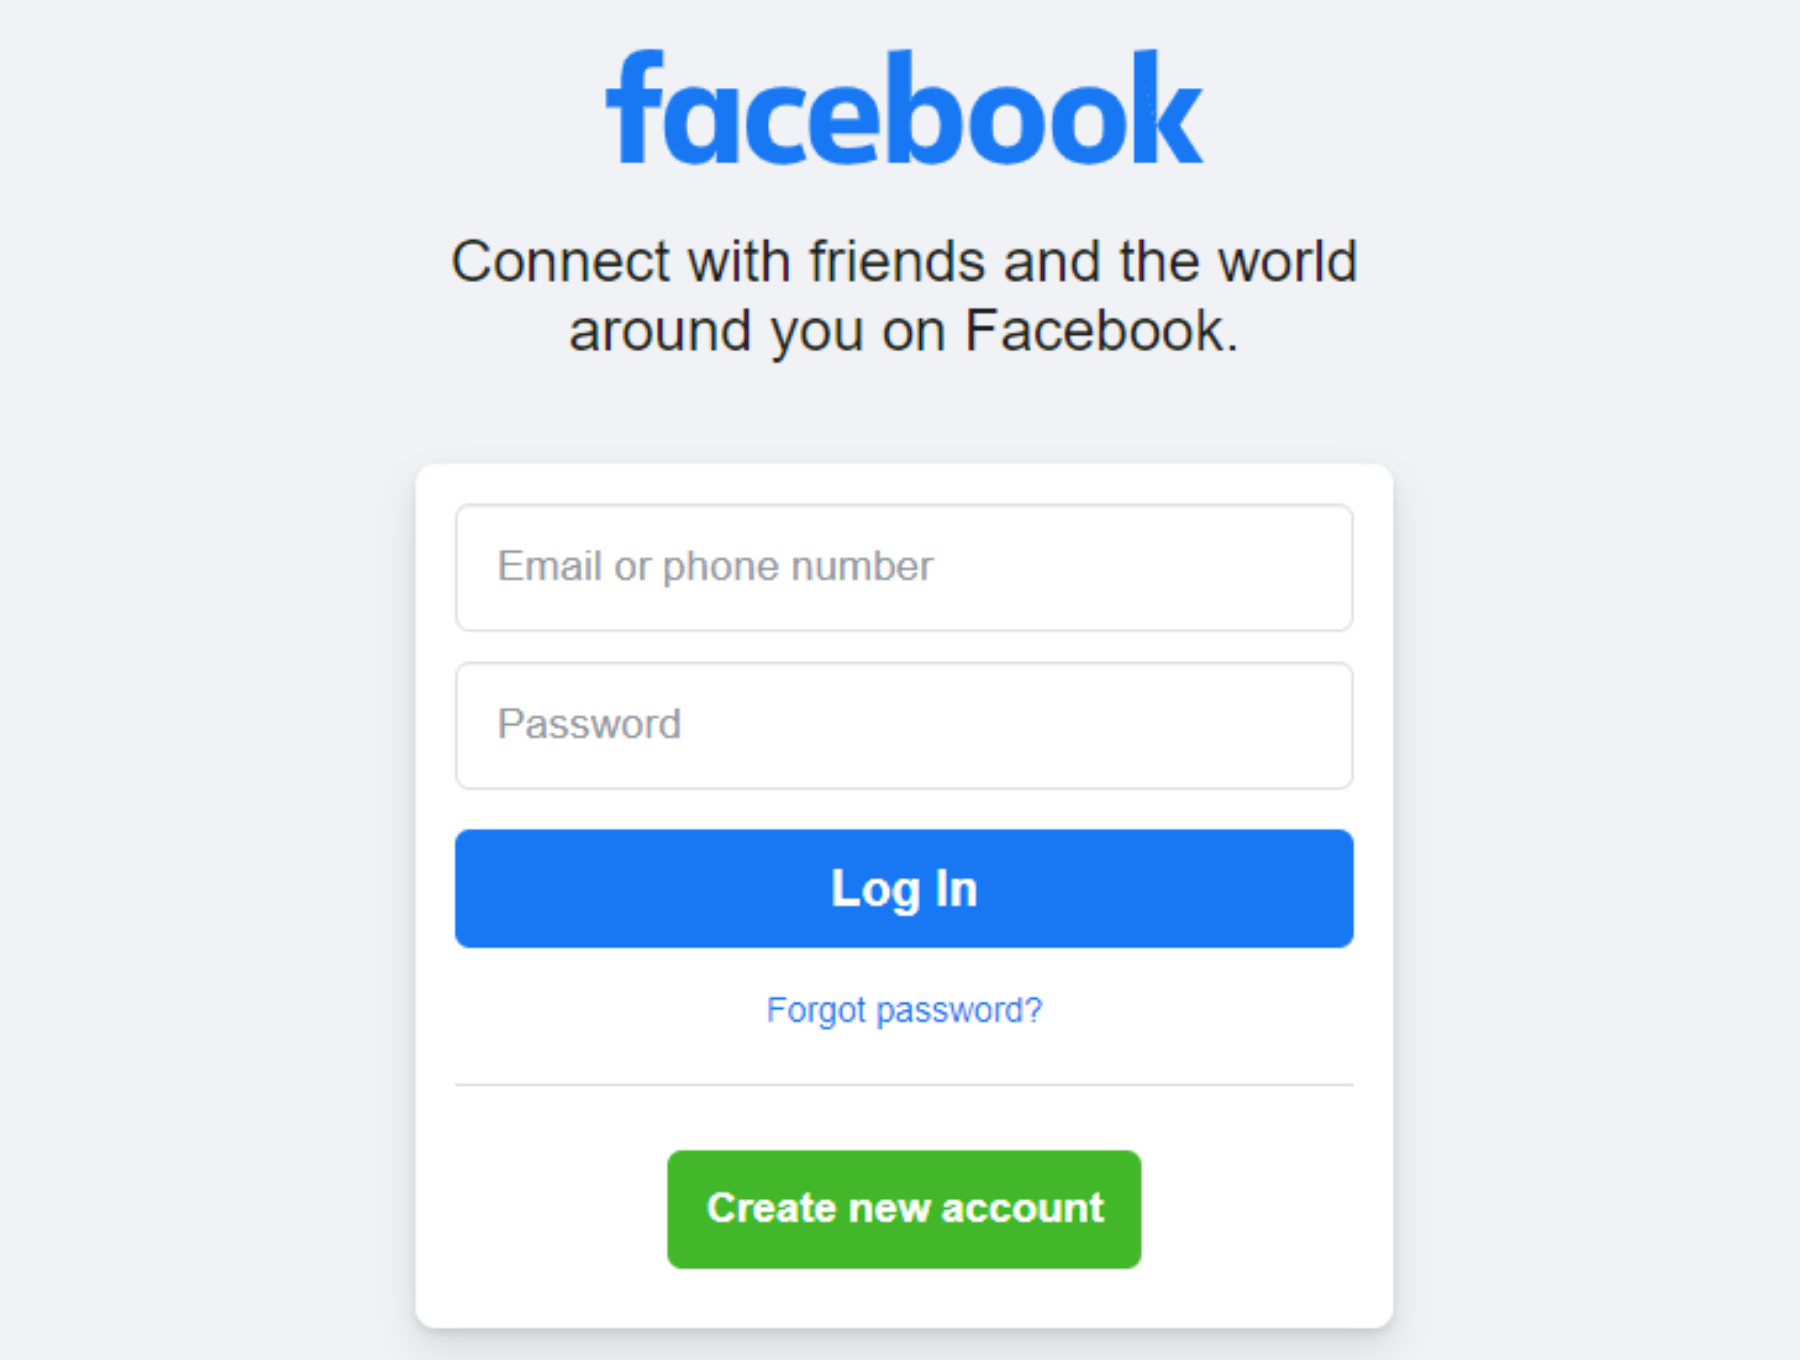 facebook
Connect with friends and the world
around you on Facebook.
Email or phone number
Password
Log In
Forgot password?
Create new account